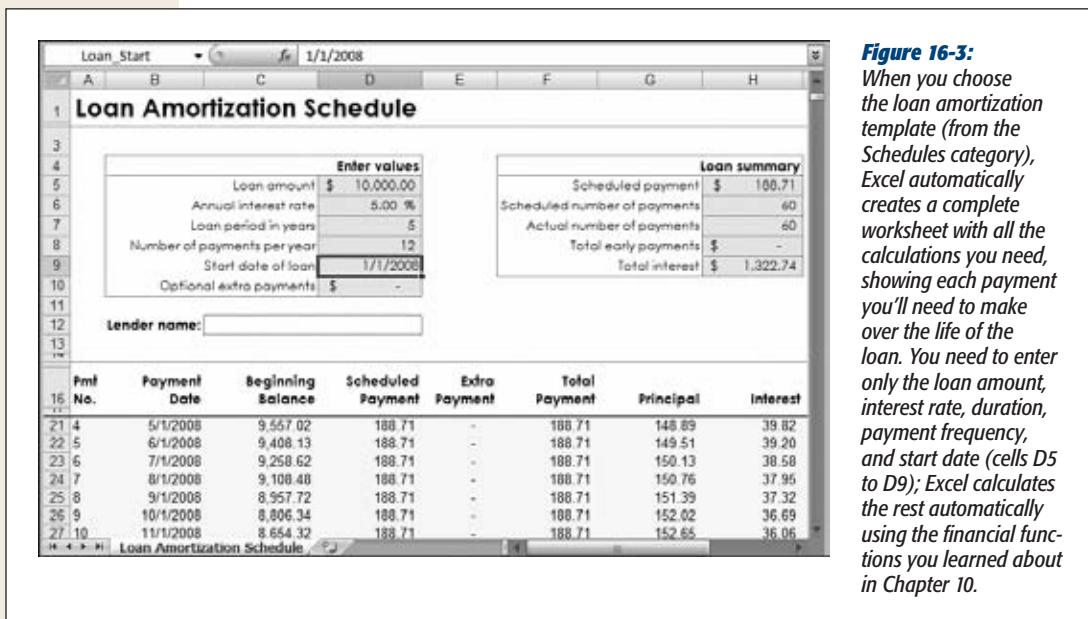 Loan_Start fx 1/1/2008
A B C D E F G H
1 Loan Amortization Schedule
3
4 Enter values Loan summary
5 Loan amount $ 10,000.00 Scheduled payment $ 188.71
6 Annual interest rate 5.00 % Scheduled number of payments 60
7 Loan period in years 5 Actual number of payments 60
8 Number of payments per year 12 Total early payments $ -
9 Start date of loan 1/1/2008 Total interest $ 1,322.74
10 Optional extra payments $ -
11
12 Lender name:
13
Pmt Payment Beginning Scheduled Extra Total
16 No. Date Balance Payment Payment Payment Principal Interest
21 4 5/1/2008 9,557.02 188.71 - 188.71 148.89 39.82
22 5 6/1/2008 9,408.13 188.71 - 188.71 149.51 39.20
23 6 7/1/2008 9,258.62 188.71 - 188.71 150.13 38.58
24 7 8/1/2008 9,108.48 188.71 - 188.71 150.76 37.95
25 8 9/1/2008 8,957.72 188.71 - 188.71 151.39 37.32
26 9 10/1/2008 8,806.34 188.71 - 188.71 152.02 36.69
27 10 11/1/2008 8,654.32 188.71 - 188.71 152.65 36.06
Loan Amortization Schedule
Figure 16-3:
When you choose
the loan amortization
template (from the
Schedules category),
Excel automatically
creates a complete
worksheet with all the
calculations you need,
showing each payment
you'll need to make
over the life of the
loan. You need to enter
only the loan amount,
interest rate, duration,
payment frequency,
and start date (cells D5
to D9); Excel calculates
the rest automatically
using the financial func-
tions you learned about
in Chapter 10.